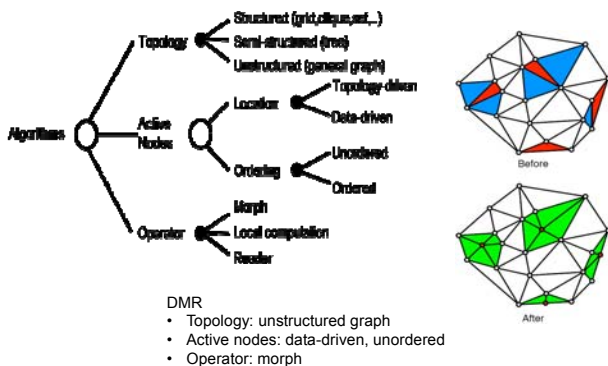 Structured (grid,clique,set,..)
Topology
Semi-structured (tree)
Unstructured (general graph)
Topology-driven
Location
Data-driven
Algorithms
Active
Nodes
Unordered
Ordering
Ordered
Morph
Operator
Local computation
Reader
Before
After
DMR
• Topology: unstructured graph
• Active nodes: data-driven, unordered
• Operator: morph